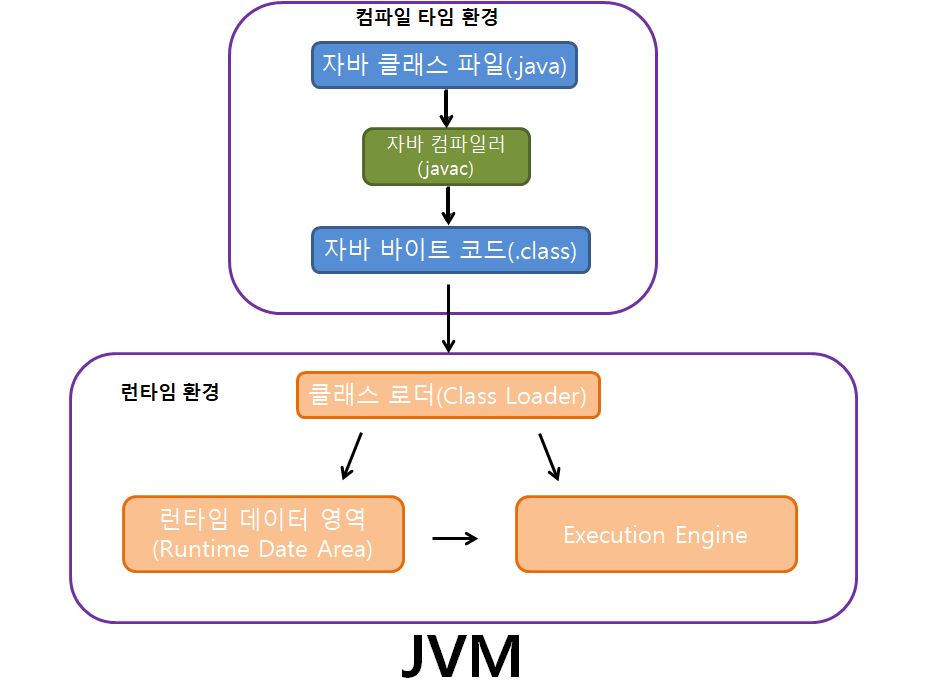 컴파일 타임 환경
자바 클래스 파일(.java)
자바 컴파일러
(javac)
자바 바이트 코드(.class)
런타임 환경
클래스 로더(Class Loader)
런타임 데이터 영역
(Runtime Date Area)
Execution Engine
JVM